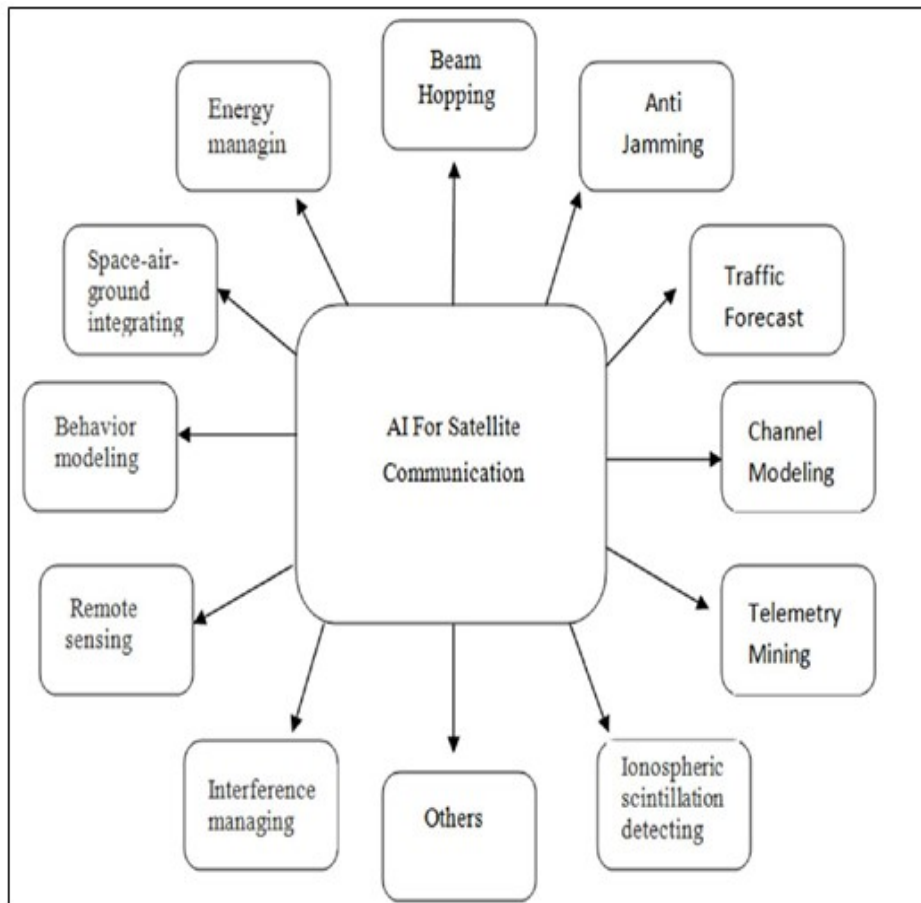 Beam
Hopping
Anti
Jamming
Traffic
Forecast
Channel
Modeling
Telemetry
Mining
Ionospheric
scintillation
detecting
Others
Interference
managing
Remote
sensing
Behavior
modeling
Space-air-
ground
integrating
Energy
managin
AI For Satellite
Communication